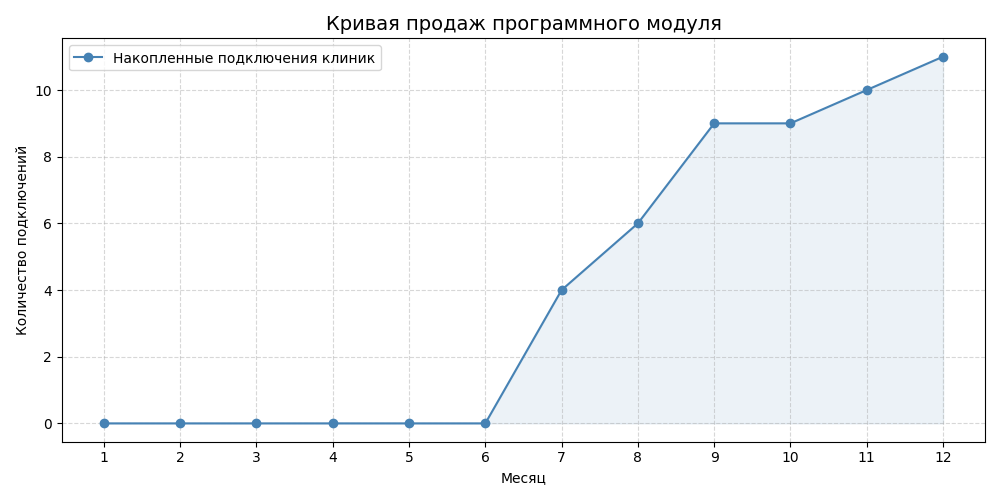 Кривая продаж программного модуля
Накопленные подключения клиник
Количество подключений
10
8
6
4
2
0
1 2 3 4 5 6 7 8 9 10 11 12
Месяц